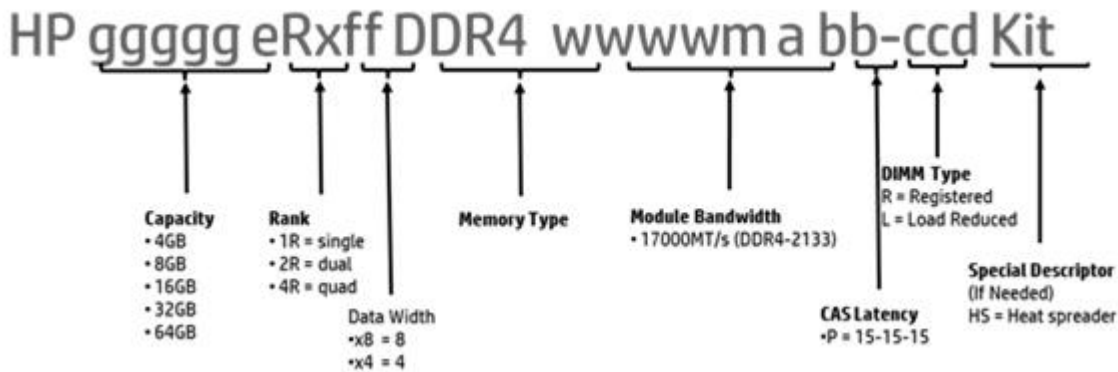 HP ggggg eRxff DDR4 wwwwm a bb-ccd Kit
Capacity
• 4GB
• 8GB
• 16GB
• 32GB
• 64GB
Rank
• 1R = single
• 2R = dual
• 4R = quad
Data Width
•x8 = 8
•x4 = 4
Memory Type
Module Bandwidth
• 17000MT/s (DDR4-2133)
CAS Latency
•P = 15-15-15
DIMM Type
R = Registered
L = Load Reduced
Special Descriptor
(If Needed)
HS = Heat spreader